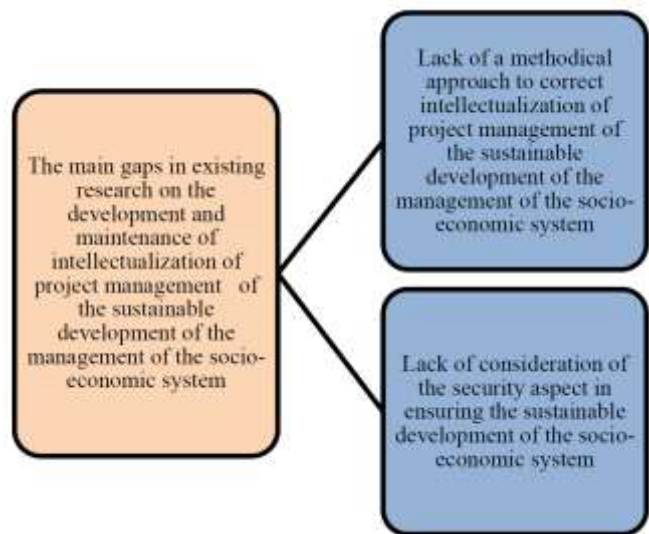 The main gaps in existing
research on the
development and
maintenance of
intellectualization of
project management of
the sustainable
development of the
management of the socio-
economic system
Lack of a methodical
approach to correct
intellectualization of
project management of
the sustainable
development of the
management of the socio-
economic system
Lack of consideration of
the security aspect in
ensuring the sustainable
development of the socio-
economic system